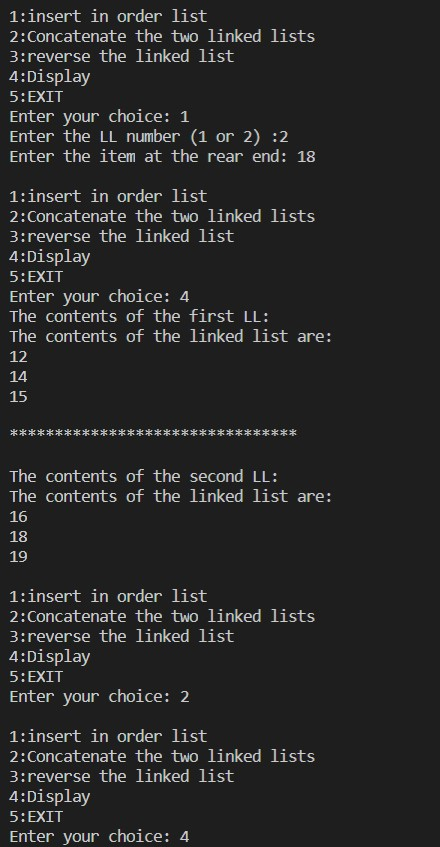 1:insert in order list
2:Concatenate the two linked lists
3:reverse the linked list
4:Display
5:EXIT
Enter your choice: 1
Enter the LL number (1 or 2) :2
Enter the item at the rear end: 18
1:insert in order list
2:Concatenate the two linked lists
3:reverse the linked list
4:Display
5:EXIT
Enter your choice: 4
The contents of the first LL:
The contents of the linked list are:
12
14
15
********************************
The contents of the second LL:
The contents of the linked list are:
16
18
19
1:insert in order list
2:Concatenate the two linked lists
3:reverse the linked list
4:Display
5:EXIT
Enter your choice: 2
1:insert in order list
2:Concatenate the two linked lists
3:reverse the linked list
4:Display
5:EXIT
Enter your choice: 4